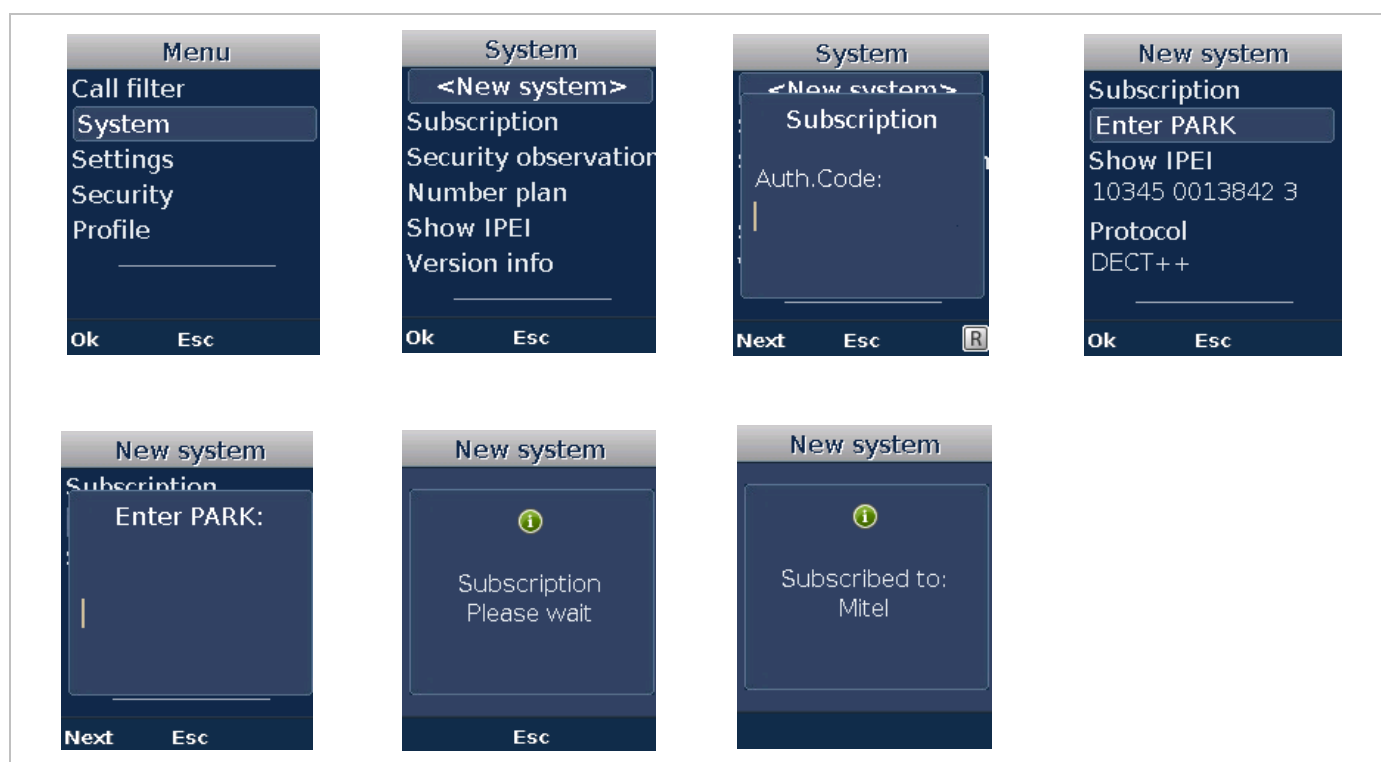 Menu
Call filter
System
Settings
Security
Profile
Ok Esc
System
<New system>
Subscription
Security observation
Number plan
Show IPEI
Version info
Ok Esc
System
<New system>
Subscription
Auth.Code:
Next Esc R
New system
Subscription
Enter PARK
Show IPEI
10345 0013842 3
Protocol
DECT++
Ok Esc
New system
Subscription
Enter PARK:
Next Esc
New system
Subscription
Please wait
Esc
New system
Subscribed to:
Mitel